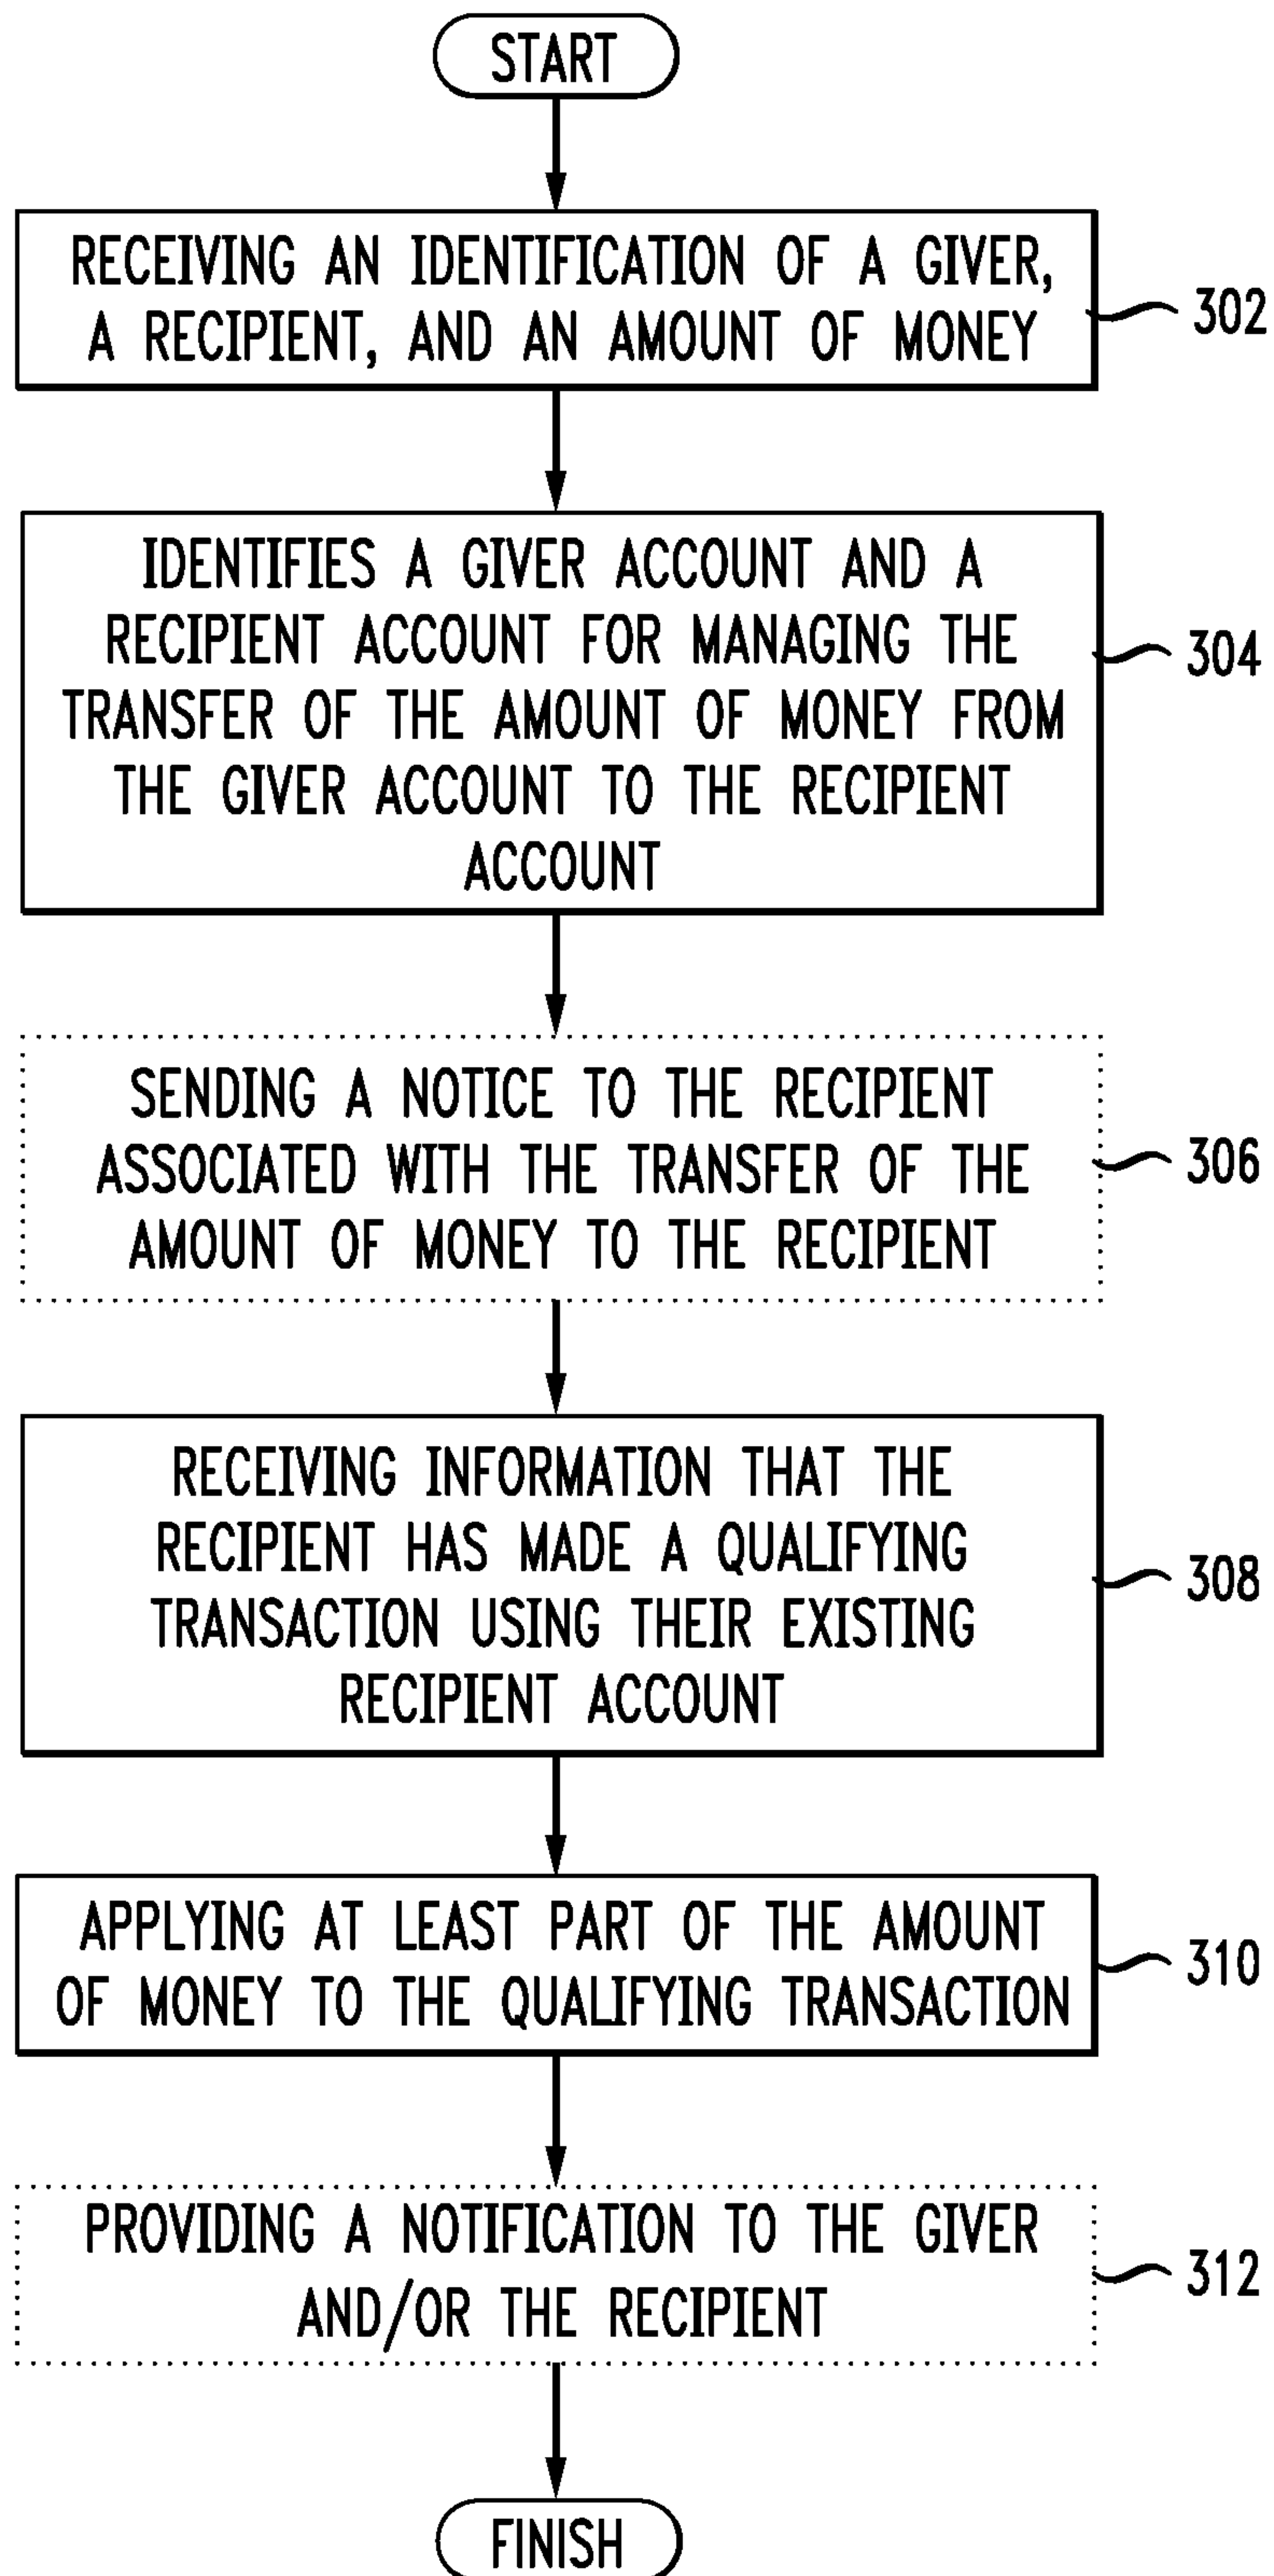 START
RECEIVING AN IDENTIFICATION OF A GIVER,
A RECIPIENT, AND AN AMOUNT OF MONEY
302
IDENTIFIES A GIVER ACCOUNT AND A
RECIPIENT ACCOUNT FOR MANAGING THE
TRANSFER OF THE AMOUNT OF MONEY FROM
THE GIVER ACCOUNT TO THE RECIPIENT
ACCOUNT
304
SENDING A NOTICE TO THE RECIPIENT
ASSOCIATED WITH THE TRANSFER OF THE
AMOUNT OF MONEY TO THE RECIPIENT
306
RECEIVING INFORMATION THAT THE
RECIPIENT HAS MADE A QUALIFYING
TRANSACTION USING THEIR EXISTING
RECIPIENT ACCOUNT
308
APPLYING AT LEAST PART OF THE AMOUNT
OF MONEY TO THE QUALIFYING TRANSACTION
310
PROVIDING A NOTIFICATION TO THE GIVER
AND/OR THE RECIPIENT
312
FINISH